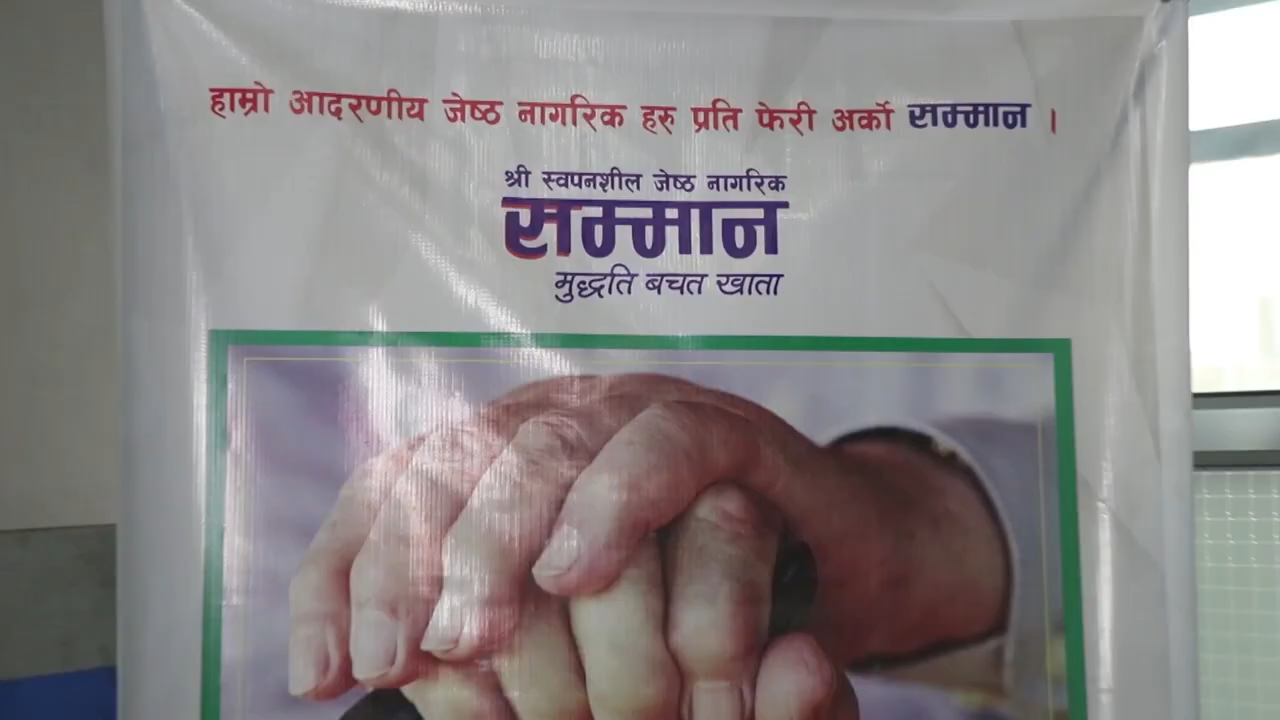 हाम्रो आदरणीय जेष्ठ नागरिक हरु प्रति फेरी अर्को सम्मान ।
श्री स्वपनशील जेष्ठ नागरिक
सम्मान
मुद्धति बचत खाता